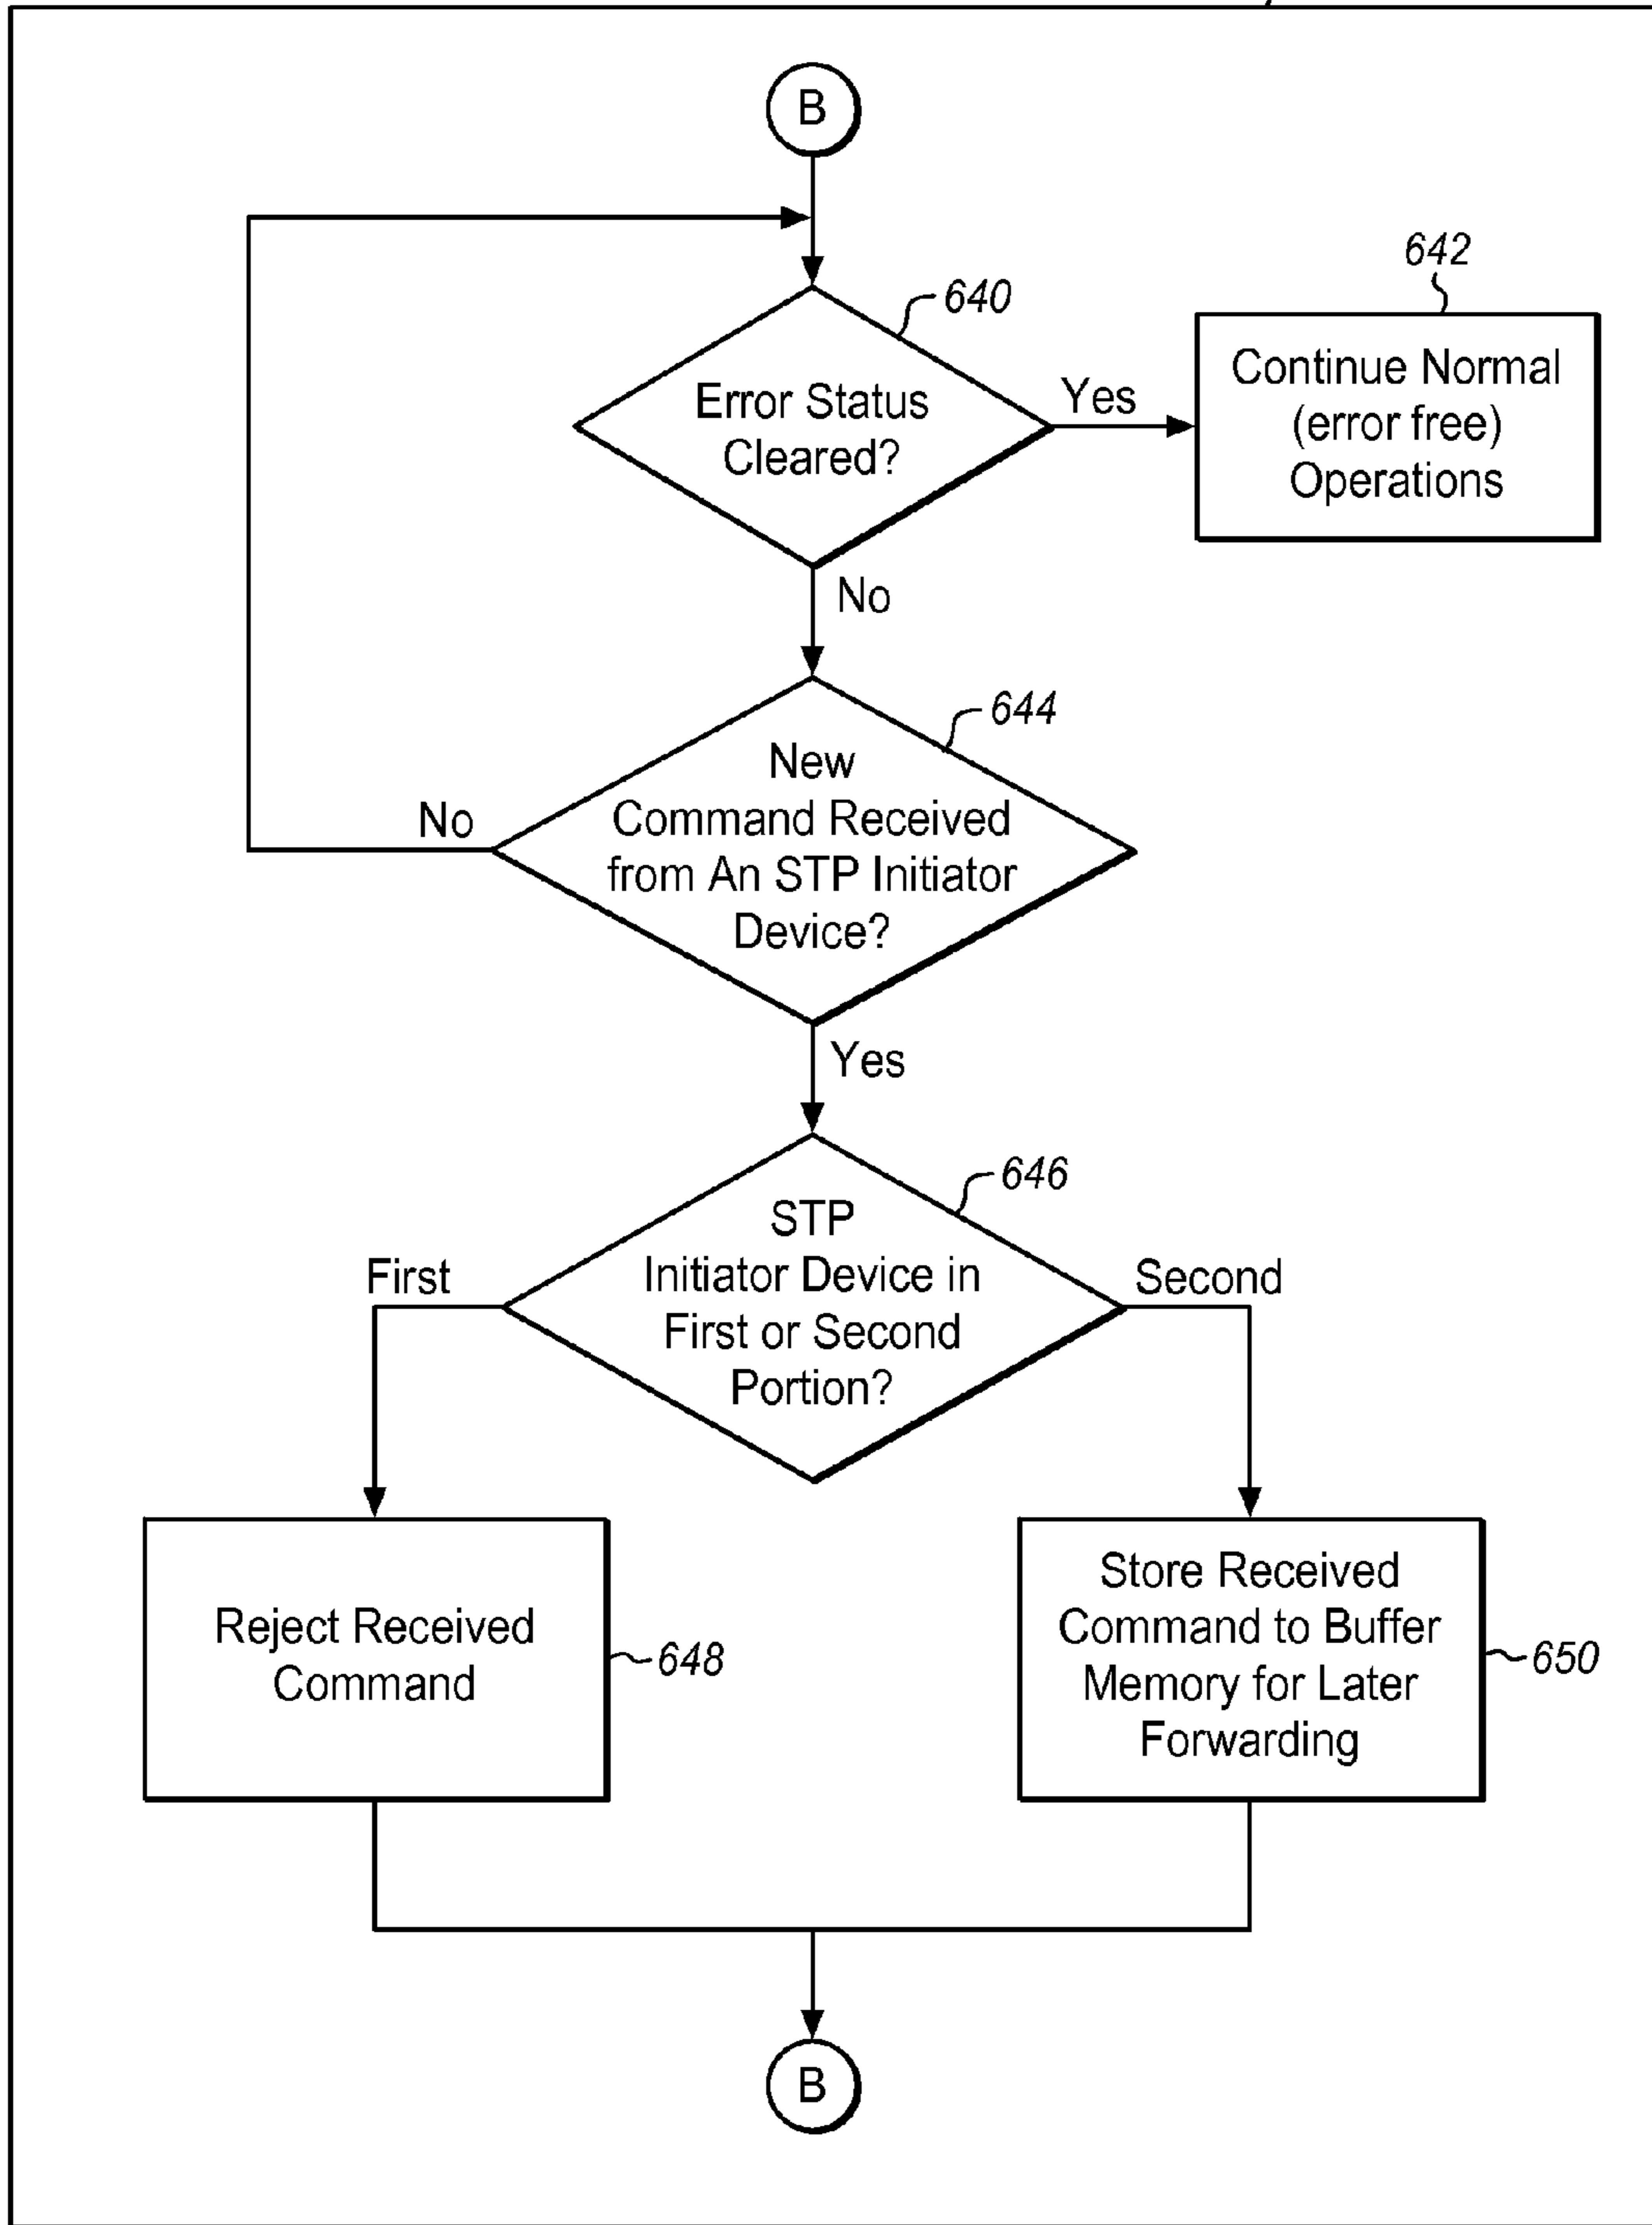 B
640
642
Error Status
Cleared?
Yes
Continue Normal
(error free)
Operations
No
644
New
Command Received
from An STP Initiator
Device?
No
Yes
646
STP
Initiator Device in
First or Second
Portion?
First
Second
Reject Received
Command
648
Store Received
Command to Buffer
Memory for Later
Forwarding
650
B